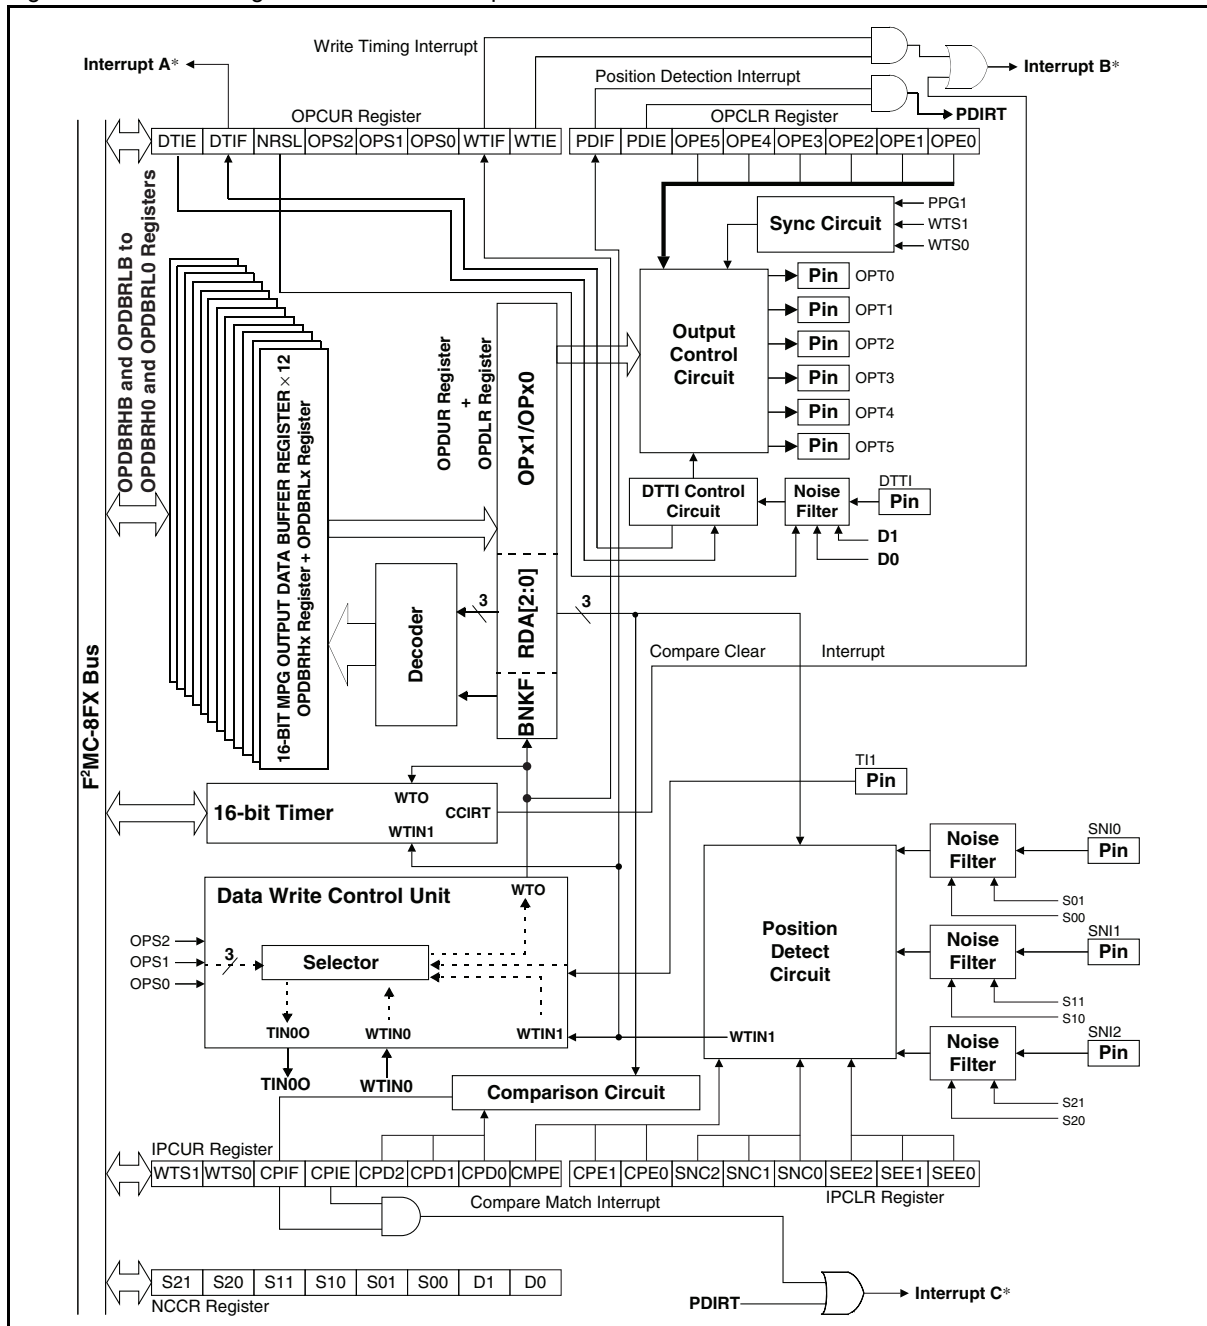 Write Timing Interrupt
Interrupt A*
Interrupt B*
Position Detection Interrupt
PDIRT
OPCUR Register
OPCLR Register
DTIE DTIF NRSL OPS2 OPS1 OPS0 WTIF WTIE
PDIF PDIE OPE5 OPE4 OPE3 OPE2 OPE1 OPE0
OPDBRHB and OPDBRLB to
OPDBRH0 and OPDBRL0 Registers
Sync Circuit
PPG1
WTS1
WTS0
Output
Control
Circuit
Pin OPT0
Pin OPT1
Pin OPT2
Pin OPT3
Pin OPT4
Pin OPT5
OPDUR Register
+
OPDLR Register
OPx1/OPx0
RDA[2:0]
BNKF
16-BIT MPG OUTPUT DATA BUFFER REGISTER × 12
OPDBRHx Register + OPDBRLx Register
DTTI Control
Circuit
Noise
Filter
DTTI
Pin
D1
D0
Decoder
3
3
Compare Clear Interrupt
F²MC-8FX Bus
16-bit Timer
WTO
CCIRT
WTIN1
TI1
Pin
Data Write Control Unit
WTO
OPS2
OPS1
OPS0
3
Selector
TIN0O
WTIN0
WTIN1
TIN0O
WTIN0
Position
Detect
Circuit
WTIN1
Noise
Filter
SNI0
Pin
S01
S00
Noise
Filter
SNI1
Pin
S11
S10
Noise
Filter
SNI2
Pin
S21
S20
Comparison Circuit
IPCUR Register
WTS1 WTS0 CPIF CPIE CPD2 CPD1 CPD0 CMPE
CPE1 CPE0 SNC2 SNC1 SNC0 SEE2 SEE1 SEE0
IPCLR Register
Compare Match Interrupt
S21 S20 S11 S10 S01 S00 D1 D0
NCCR Register
PDIRT
Interrupt C*